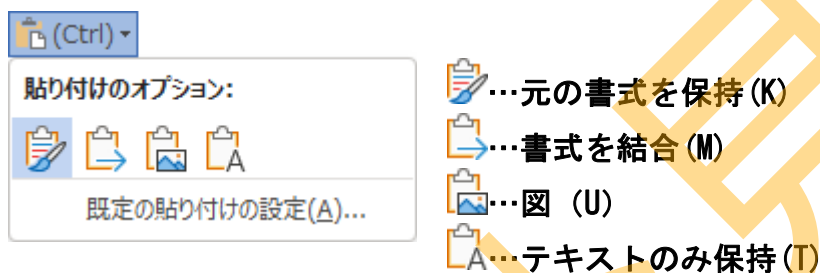 (Ctrl)
貼り付けのオプション:
既定の貼り付けの設定(A)...
…元の書式を保持(K)
…書式を結合(M)
…図 (U)
…テキストのみ保持(T)